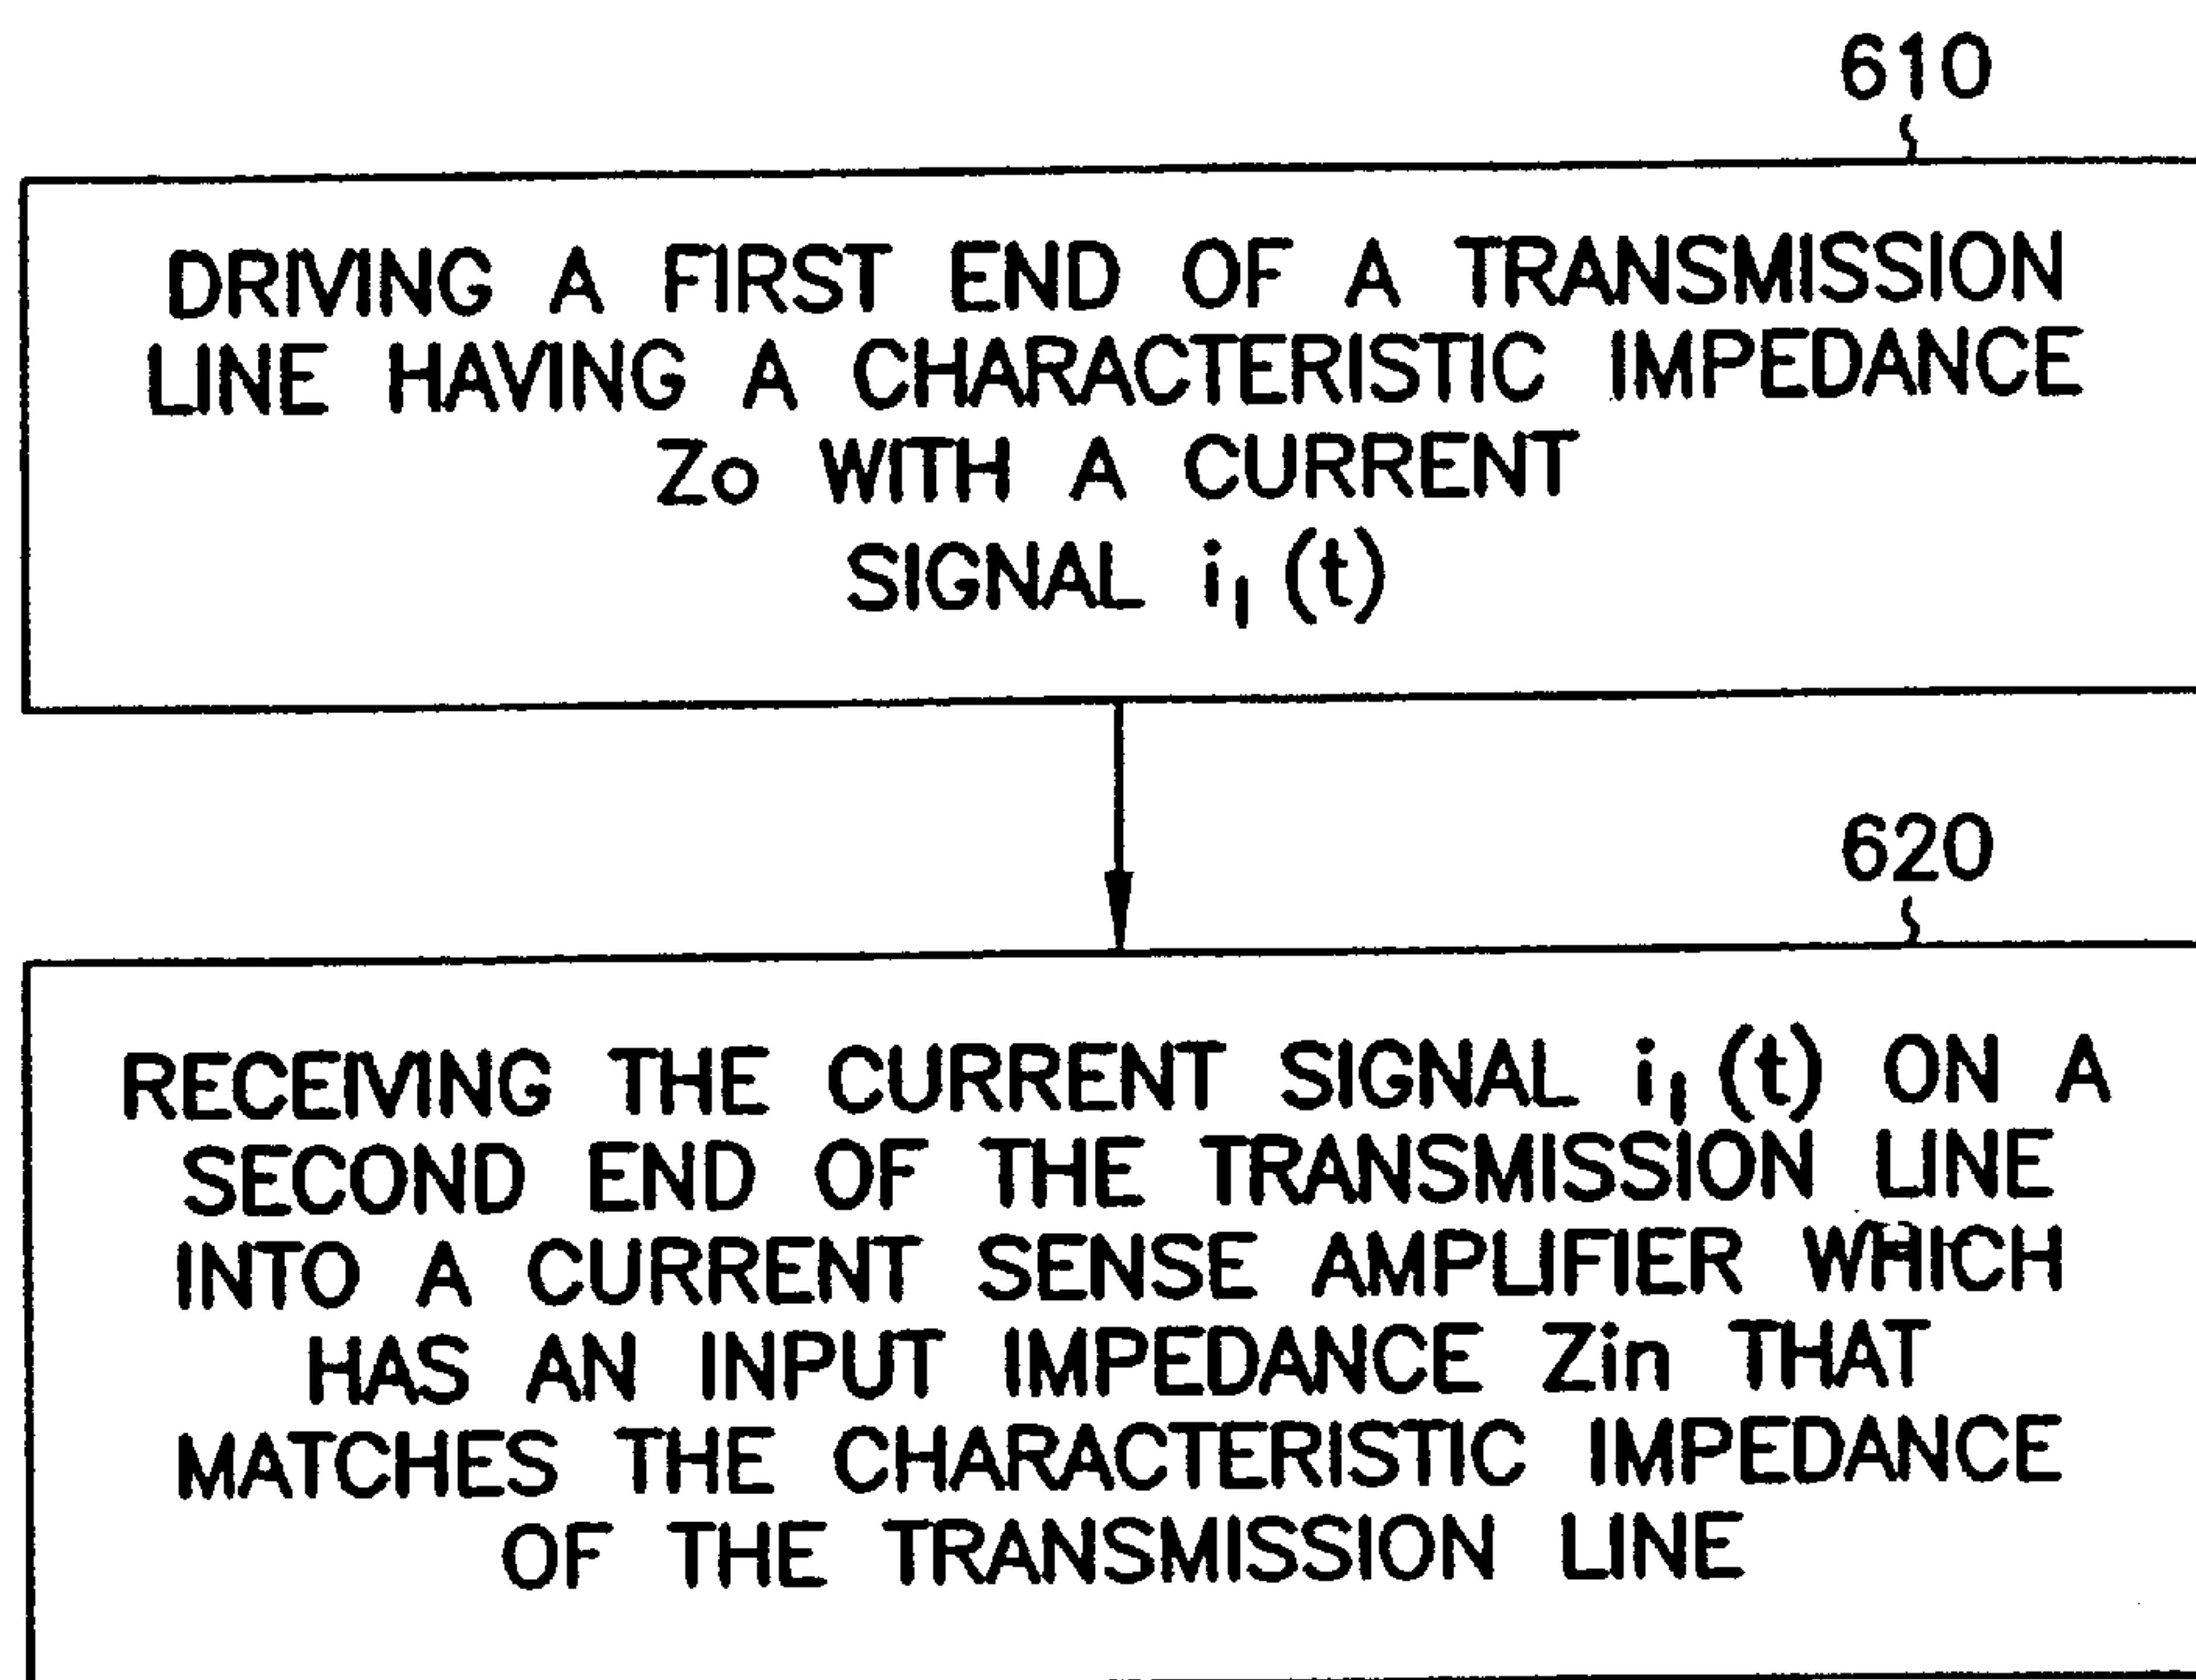 610
DRIVING A FIRST END OF A TRANSMISSION
LINE HAVING A CHARACTERISTIC IMPEDANCE
Zo WITH A CURRENT
SIGNAL i₁ (t)
620
RECEIVING THE CURRENT SIGNAL i₁ (t) ON A
SECOND END OF THE TRANSMISSION LINE
INTO A CURRENT SENSE AMPLIFIER WHICH
HAS AN INPUT IMPEDANCE Zin THAT
MATCHES THE CHARACTERISTIC IMPEDANCE
OF THE TRANSMISSION LINE